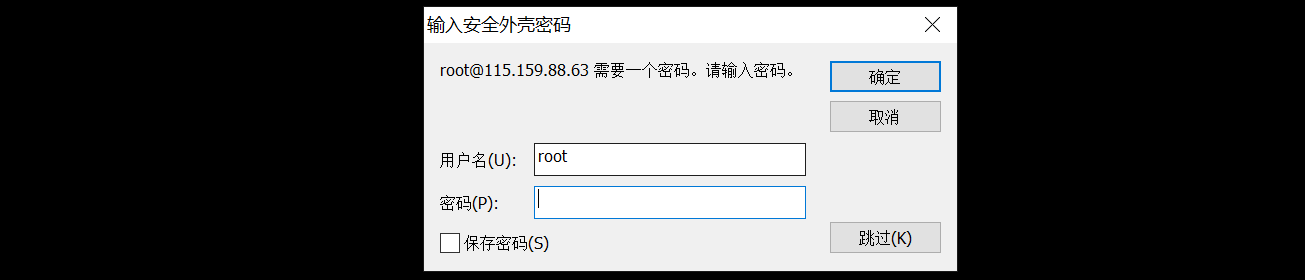 输入安全外壳密码
root@115.159.88.63 需要一个密码。请输入密码。
确定
取消
用户名(U): root
密码(P):
保存密码(S)
跳过(K)